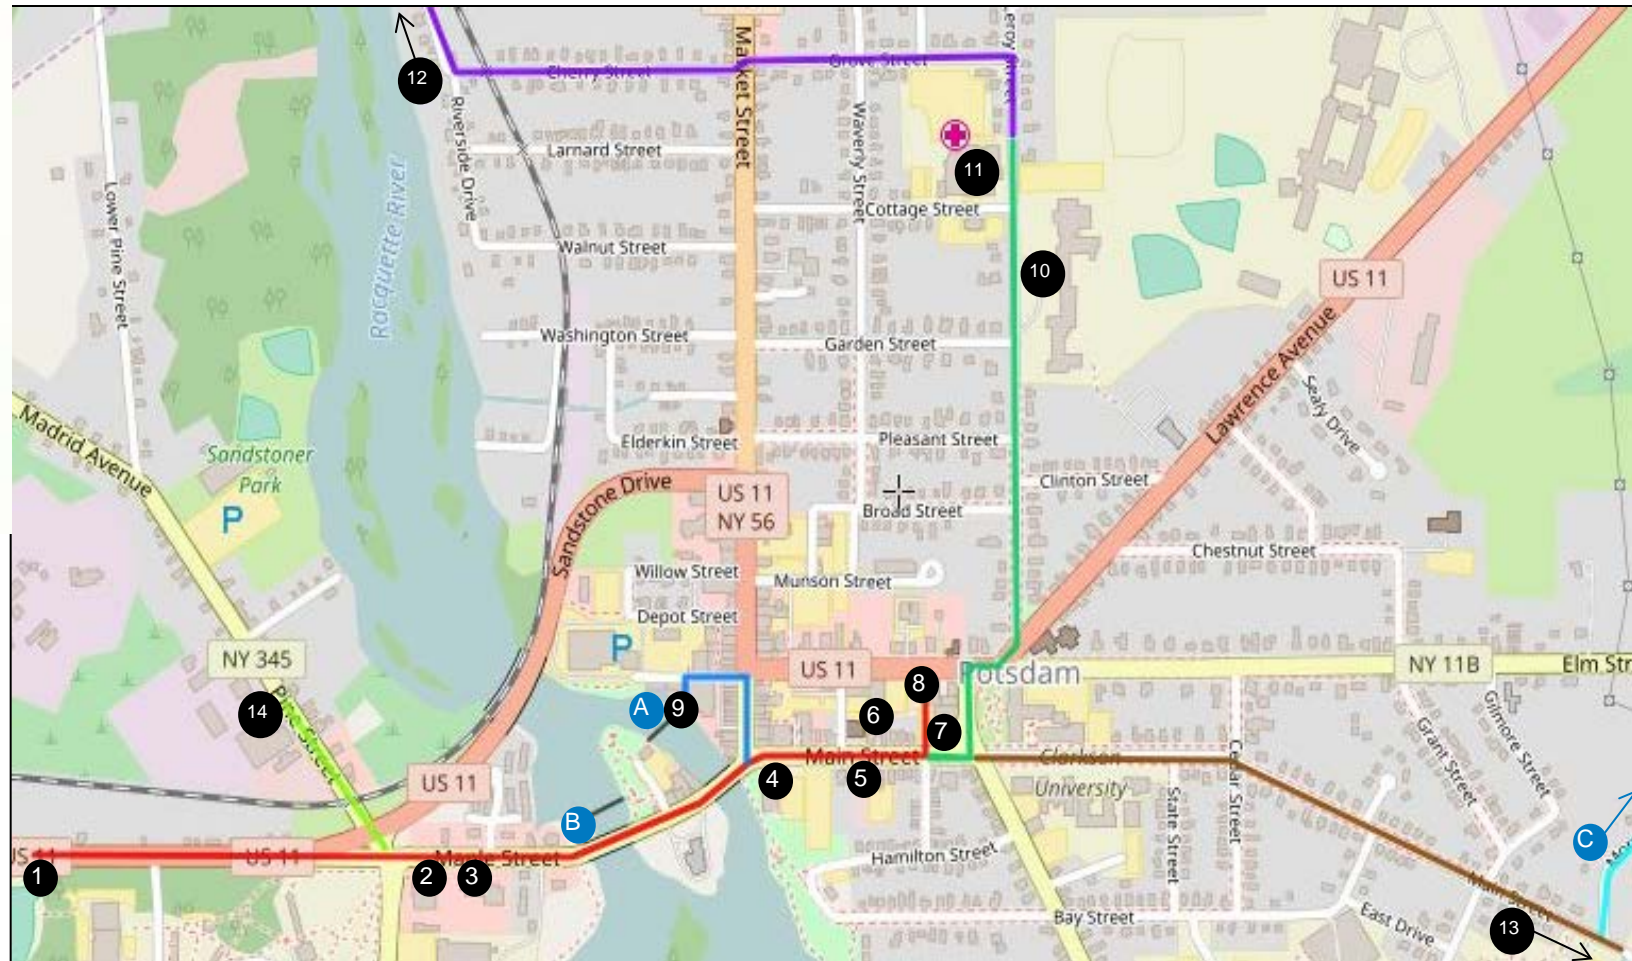 12
Cherry Street
Grove Street
Leroy Street
Market Street
Riverside Drive
Larnard Street
Waverly Street
11
Lower Pine Street
Racquette River
Cottage Street
Walnut Street
10
US 11
Washington Street
Garden Street
Lawrence Avenue
Sealy Drive
Madrid Avenue
Sandstoner
Park
Elderkin Street
Pleasant Street
P
Sandstone Drive
US 11
NY 56
Clinton Street
Broad Street
Chestnut Street
Willow Street
Munson Street
Depot Street
P
NY 345
US 11
Potsdam
NY 11B
Elm Str
14
Pine Street
A
9
8
6
7
Gilmore Street
Grant Street
US 11
4
Main Street
5
Clarkson
University
Cedar Street
State Street
B
C
US 11
US 11
Maple Street
1
2
3
Hamilton Street
Main Street
Bay Street
East Drive
13